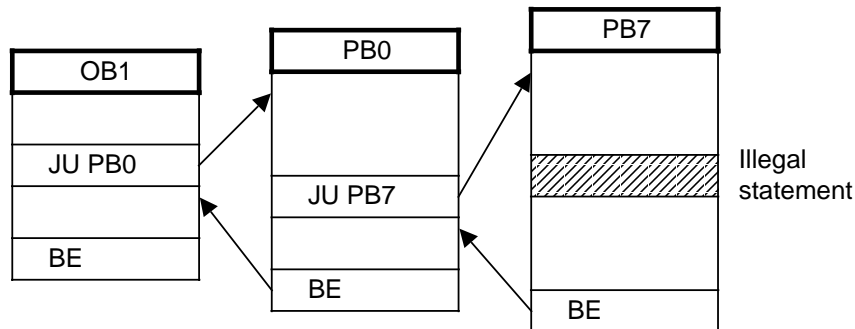 OB1
JU PB0
BE
PB0
JU PB7
BE
PB7
Illegal
statement
BE